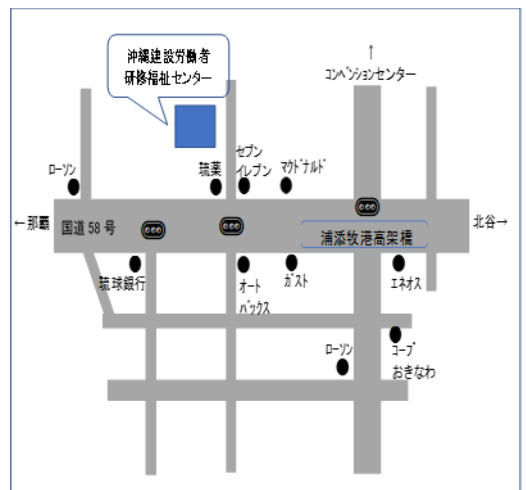 沖縄建設労働者
研修福祉センター
↑
コンベンションセンター
ローソン
琉薬
セブン
イレブン
マクドナルド
←那覇
国道58号
浦添牧港高架橋
北谷→
琉球銀行
オート
バックス
ガスト
エネオス
ローソン
コープ
おきなわ